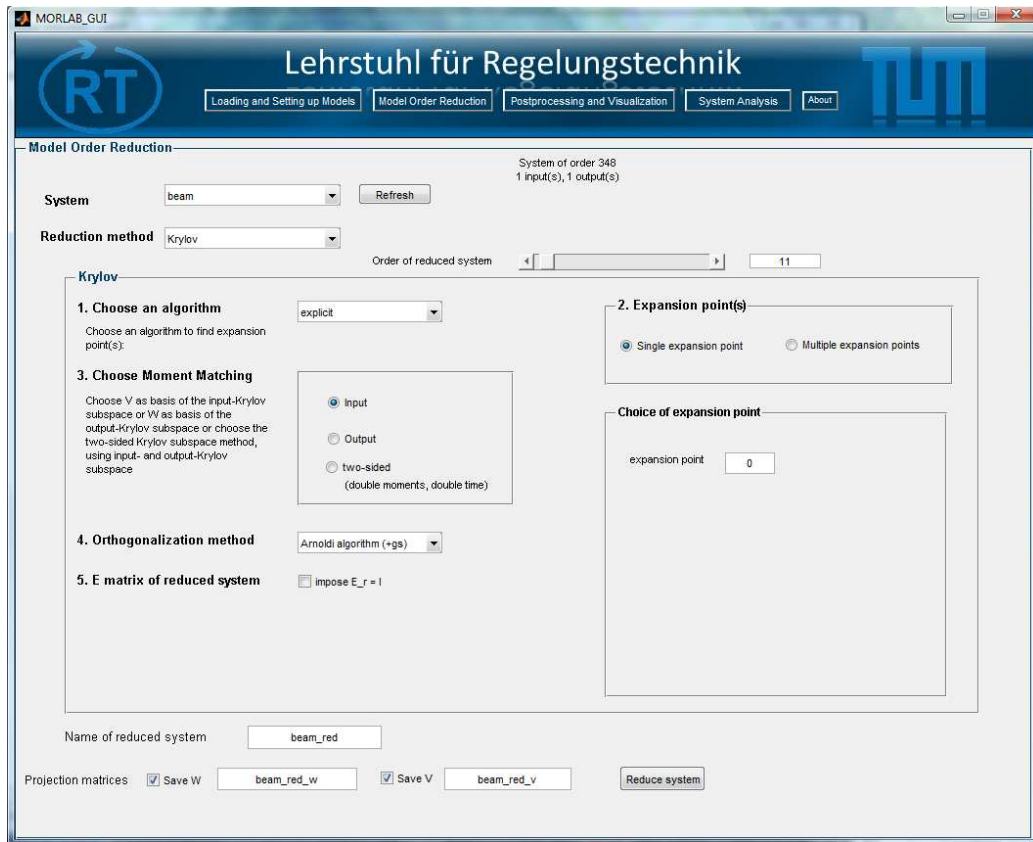 MORLAB_GUI
RT
Lehrstuhl für Regelungstechnik
TUM
Loading and Setting up Models
Model Order Reduction
Postprocessing and Visualization
System Analysis
About
Model Order Reduction
System of order 348
1 input(s), 1 output(s)
System
beam
Refresh
Reduction method
Krylov
Order of reduced system
11
Krylov
1. Choose an algorithm
explicit
Choose an algorithm to find expansion
point(s):
2. Expansion point(s)
Single expansion point
Multiple expansion points
3. Choose Moment Matching
Choose V as basis of the input-Krylov
subspace or W as basis of the
output-Krylov subspace or choose the
two-sided Krylov subspace method,
using input- and output-Krylov
subspace
Input
Output
two-sided
(double moments, double time)
Choice of expansion point
expansion point
0
4. Orthogonalization method
Arnoldi algorithm (+gs)
5. E matrix of reduced system
impose E_r = I
Name of reduced system
beam_red
Projection matrices
Save W
beam_red_w
Save V
beam_red_v
Reduce system